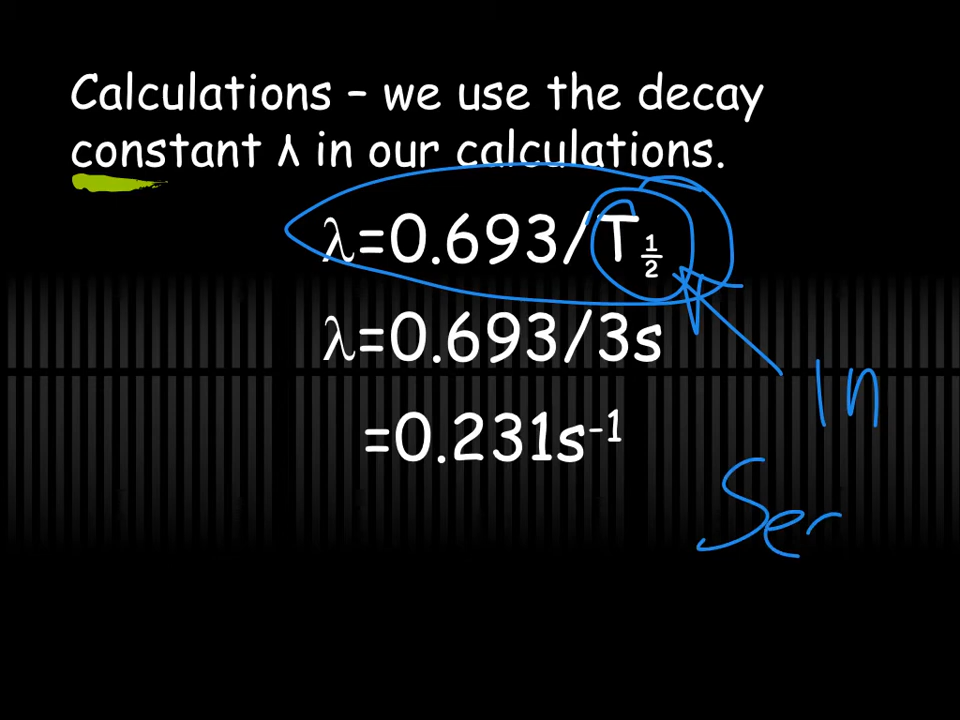 Calculations – we use the decay
constant λ in our calculations.
λ=0.693/T½
λ=0.693/3s
=0.231s⁻¹
In
Ser